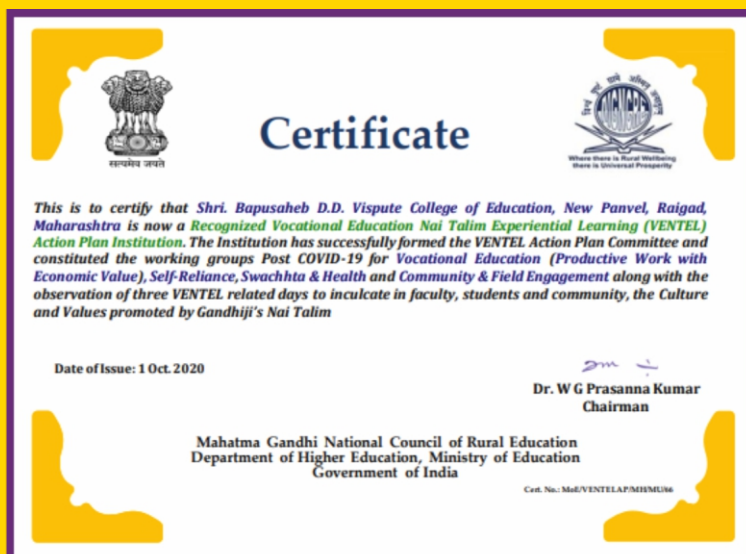 सत्यमेव जयते
Certificate
MGNCRE
Where there is Rural Wellbeing
there is Universal Prosperity
This is to certify that Shri. Bapusaheb D.D. Vispute College of Education, New Panvel, Raigad,
Maharashtra is now a Recognized Vocational Education Nai Talim Experiential Learning (VENTEL)
Action Plan Institution. The Institution has successfully formed the VENTEL Action Plan Committee and
constituted the working groups Post COVID-19 for Vocational Education (Productive Work with
Economic Value), Self-Reliance, Swachhta & Health and Community & Field Engagement along with the
observation of three VENTEL related days to inculcate in faculty, students and community, the Culture
and Values promoted by Gandhiji's Nai Talim
Date of Issue: 1 Oct. 2020
Dr. W G Prasanna Kumar
Chairman
Mahatma Gandhi National Council of Rural Education
Department of Higher Education, Ministry of Education
Government of India
Cert. No.: MoE/VENTELAP/MH/MU/66